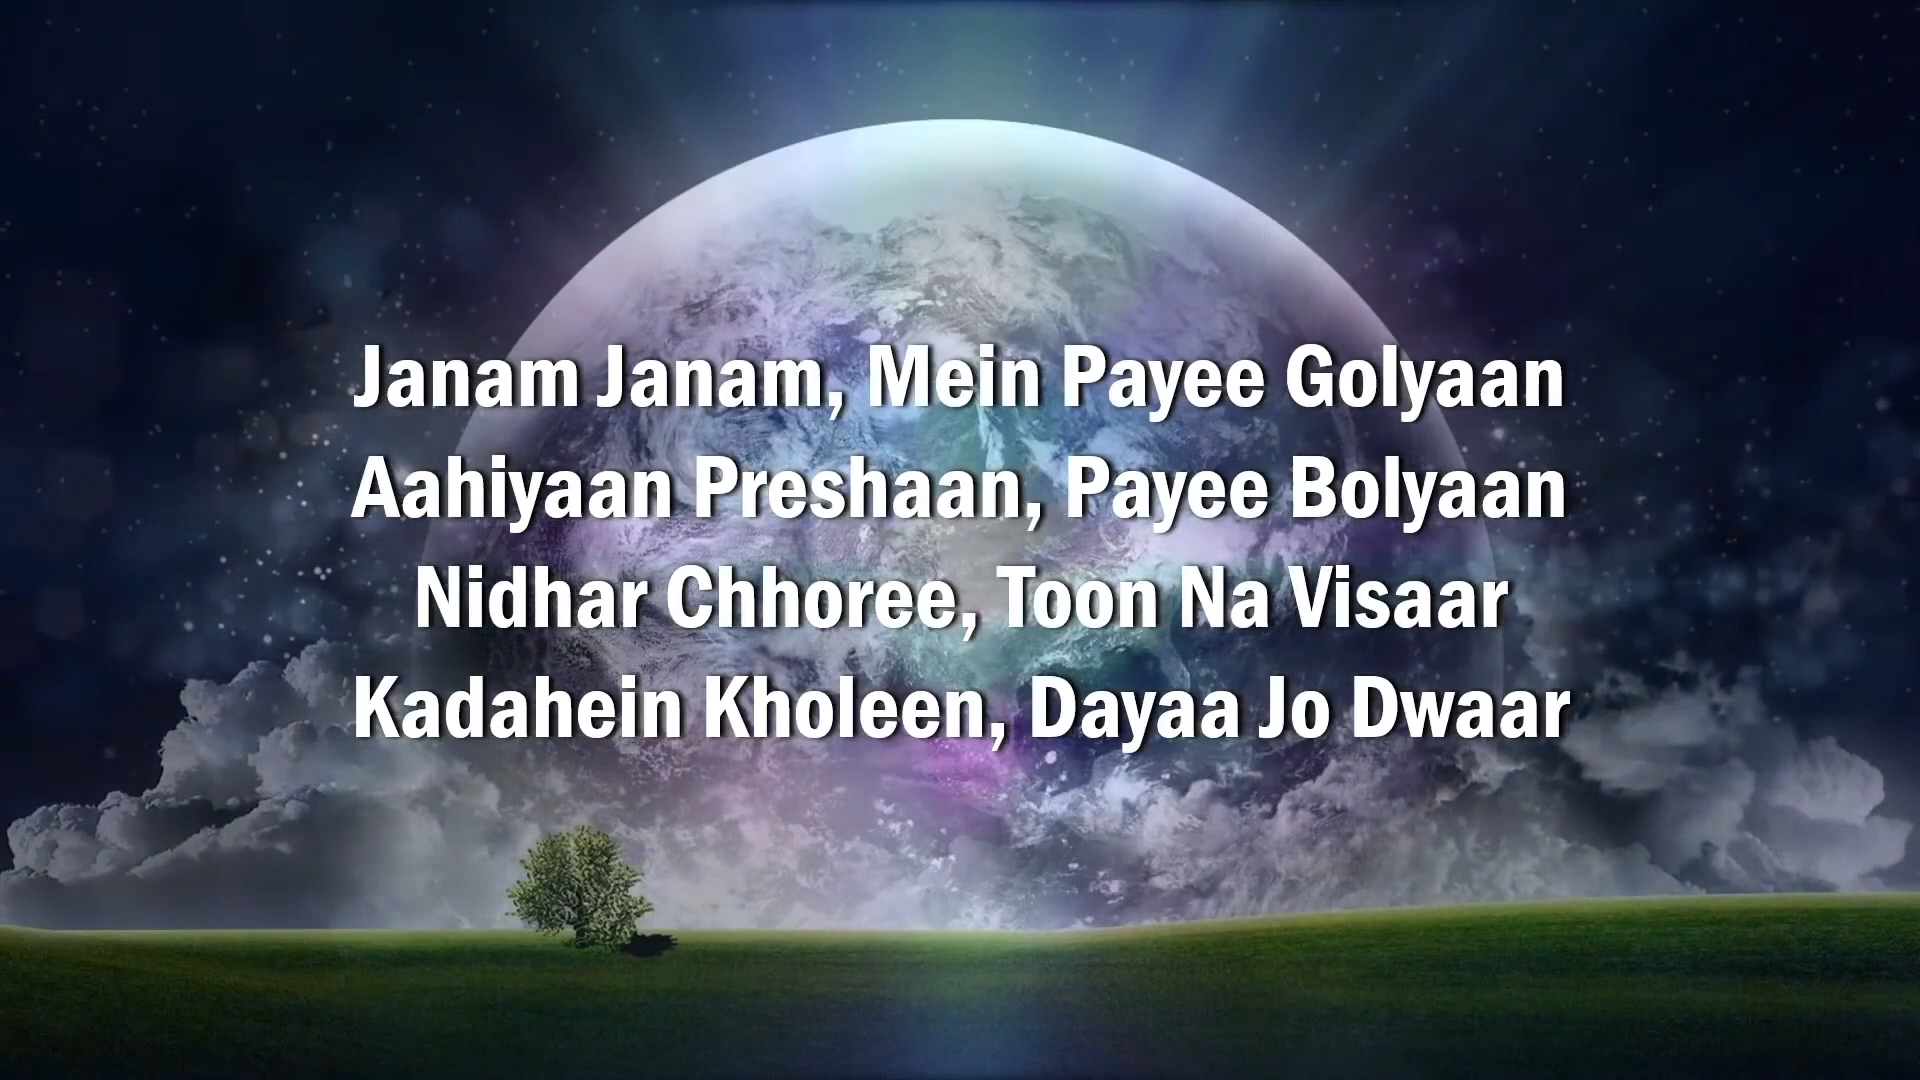 Janam Janam, Mein Payee Golyaan
Aahiyaan Preshaan, Payee Bolyaan
Nidhar Chhoree, Toon Na Visaar
Kadahein Kholeen, Dayaa Jo Dwaar